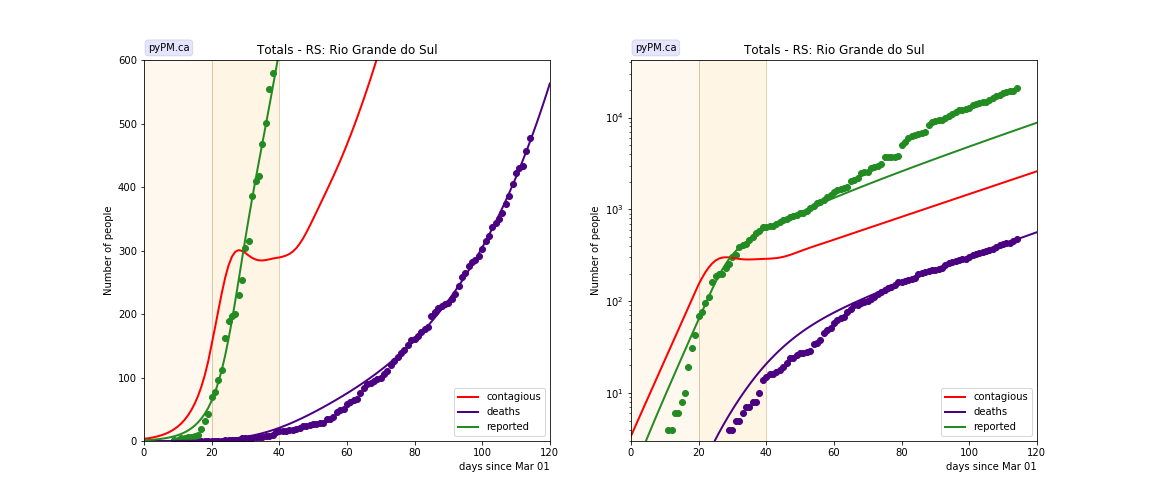 pyPM.ca
Totals - RS: Rio Grande do Sul
Number of people
600
500
400
300
200
100
0
0 20 40 60 80 100 120
days since Mar 01
contagious
deaths
reported
pyPM.ca
Totals - RS: Rio Grande do Sul
Number of people
10⁴
10³
10²
10¹
0 20 40 60 80 100 120
days since Mar 01
contagious
deaths
reported